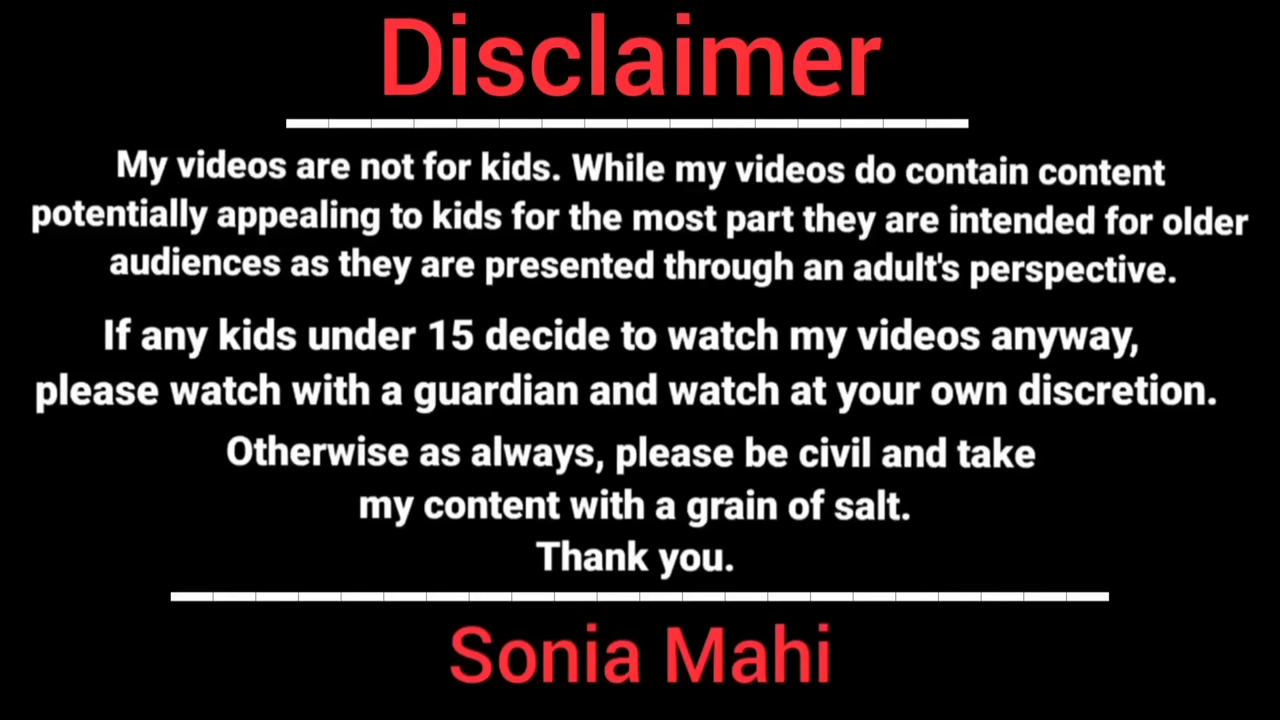 Disclaimer
My videos are not for kids. While my videos do contain content
potentially appealing to kids for the most part they are intended for older
audiences as they are presented through an adult's perspective.
If any kids under 15 decide to watch my videos anyway,
please watch with a guardian and watch at your own discretion.
Otherwise as always, please be civil and take
my content with a grain of salt.
Thank you.
Sonia Mahi